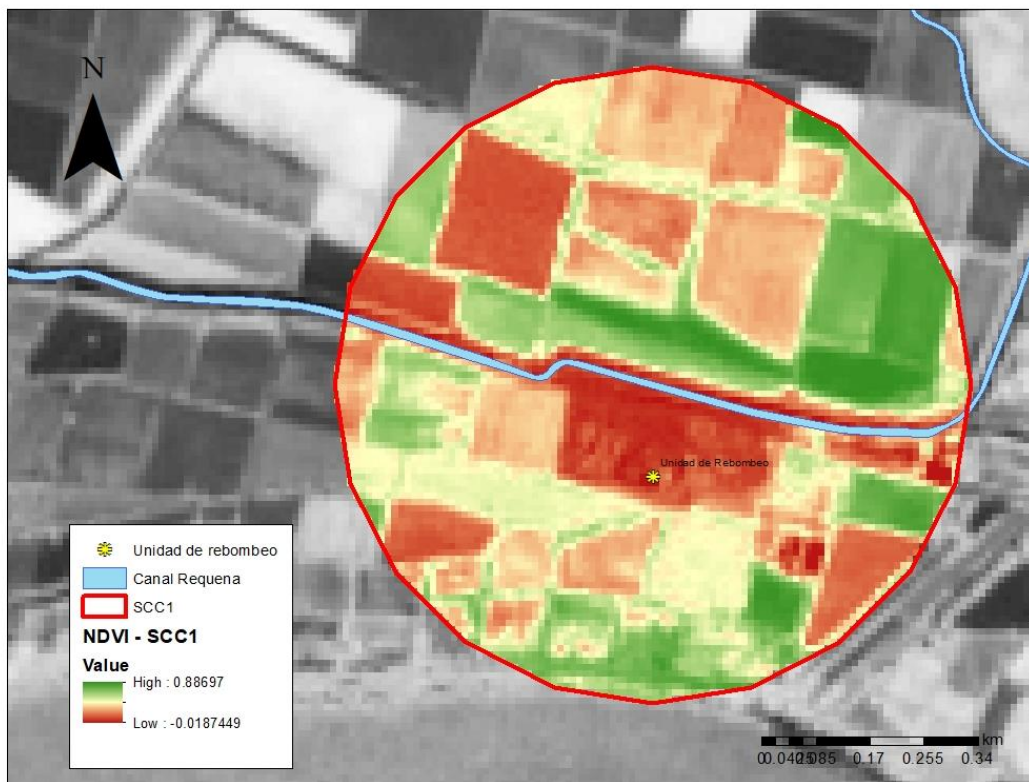 N
Unidad de Rebombeo
Unidad de rebombeo
Canal Requena
SCC1
NDVI - SCC1
Value
High : 0.88697
Low : -0.0187449
km
0 0.0425 0.085 0.17 0.255 0.34